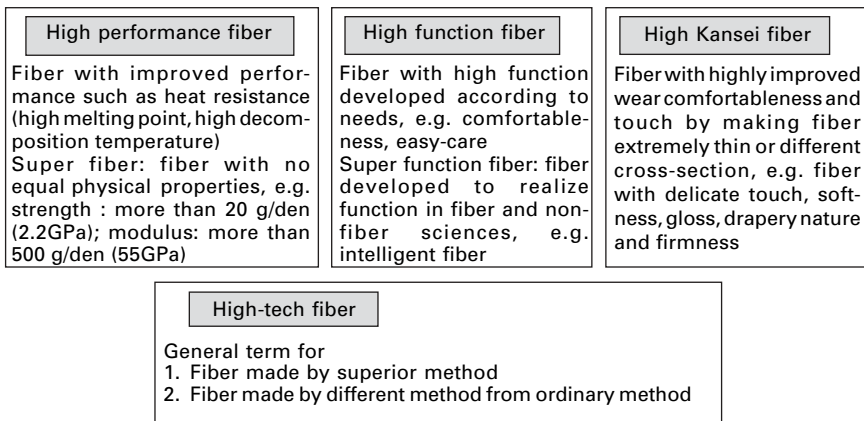 High performance fiber
Fiber with improved perfor-
mance such as heat resistance
(high melting point, high decom-
position temperature)
Super fiber: fiber with no
equal physical properties, e.g.
strength : more than 20 g/den
(2.2GPa); modulus: more than
500 g/den (55GPa)
High function fiber
Fiber with high function
developed according to
needs, e.g. comfortable-
ness, easy-care
Super function fiber: fiber
developed to realize
function in fiber and non-
fiber sciences, e.g.
intelligent fiber
High Kansei fiber
Fiber with highly improved
wear comfortableness and
touch by making fiber
extremely thin or different
cross-section, e.g. fiber
with delicate touch, soft-
ness, gloss, drapery nature
and firmness
High-tech fiber
General term for
1. Fiber made by superior method
2. Fiber made by different method from ordinary method